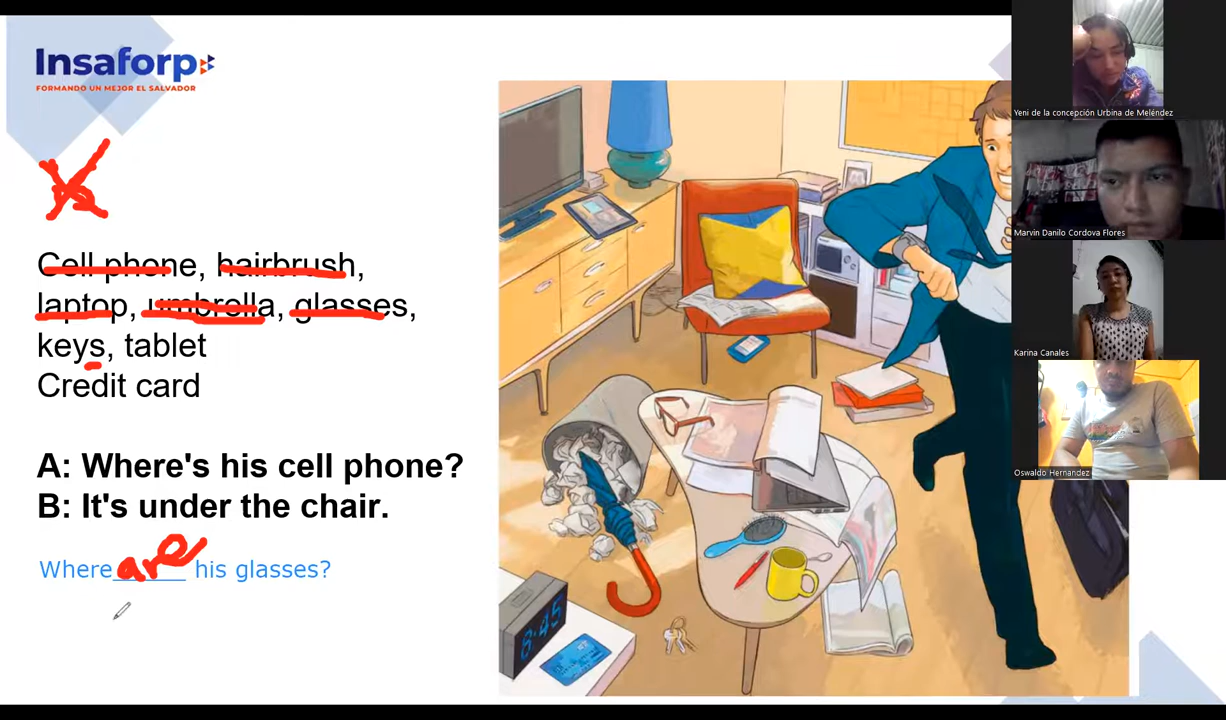 Insaforp
FORMANDO UN MEJOR EL SALVADOR
Cell phone, hairbrush,
laptop, umbrella, glasses,
keys, tablet
Credit card
A: Where's his cell phone?
B: It's under the chair.
Where are his glasses?
8:45
Yeni de la concepción Urbina de Meléndez
Marvin Danilo Cordova Flores
Karina Canales
Oswaldo Hernandez